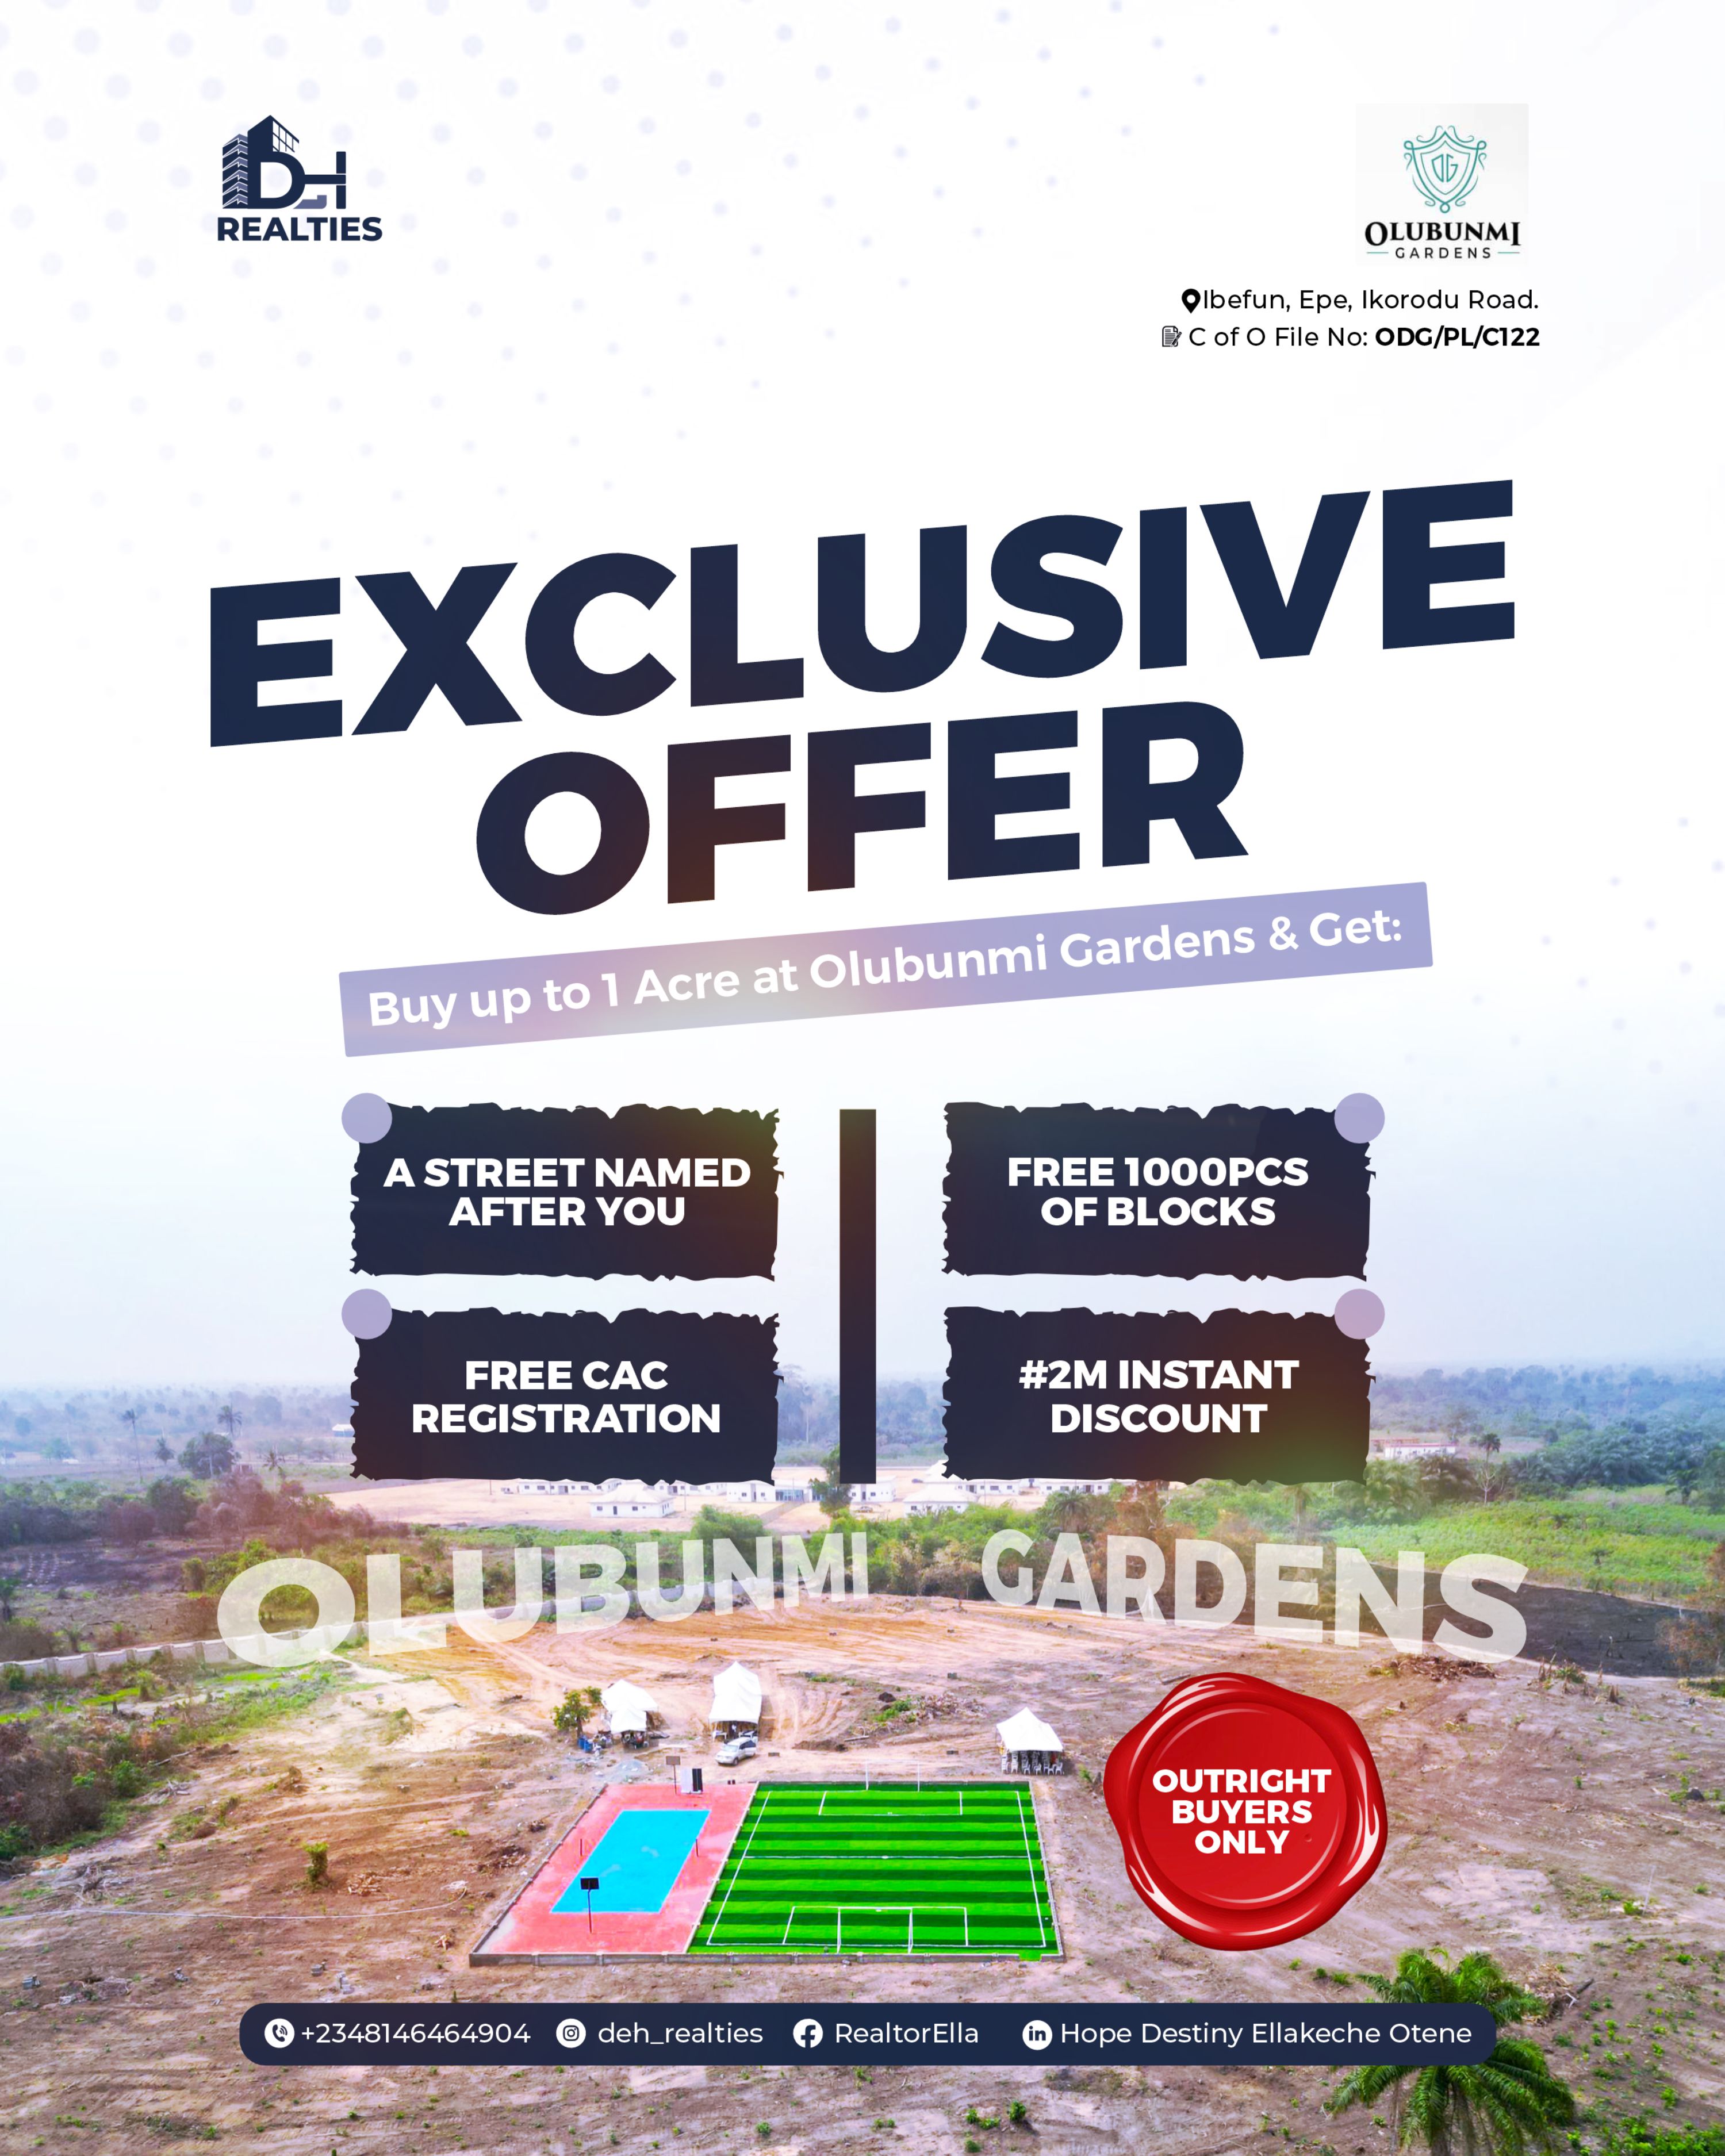 DH
REALTIES
OG
OLUBUNMI
GARDENS
Ibefun, Epe, Ikorodu Road.
C of O File No: ODG/PL/C122
EXCLUSIVE
OFFER
Buy up to 1 Acre at Olubunmi Gardens & Get:
A STREET NAMED
AFTER YOU
FREE 1000PCS
OF BLOCKS
FREE CAC
REGISTRATION
#2M INSTANT
DISCOUNT
OLUBUNMI GARDENS
OUTRIGHT
BUYERS
ONLY
+2348146464904 deh_realties RealtorElla Hope Destiny Ellakeche Otene